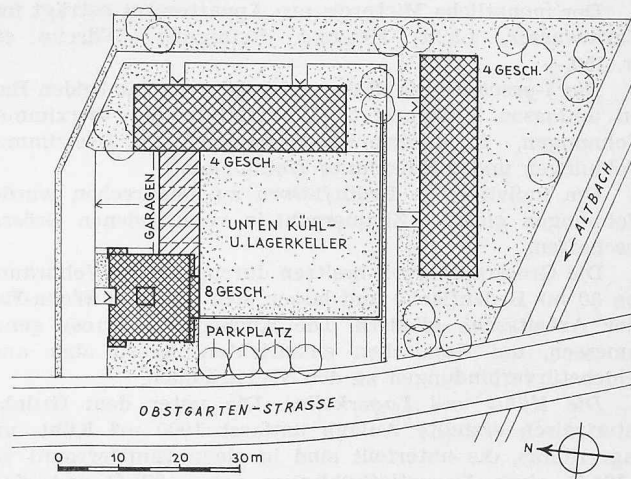 4 GESCH.
4 GESCH.
GARAGEN
UNTEN KÜHL-
U. LAGERKELLER
ALTBACH
8 GESCH.
PARKPLATZ
OBSTGARTEN-STRASSE
N
0 10 20 30m